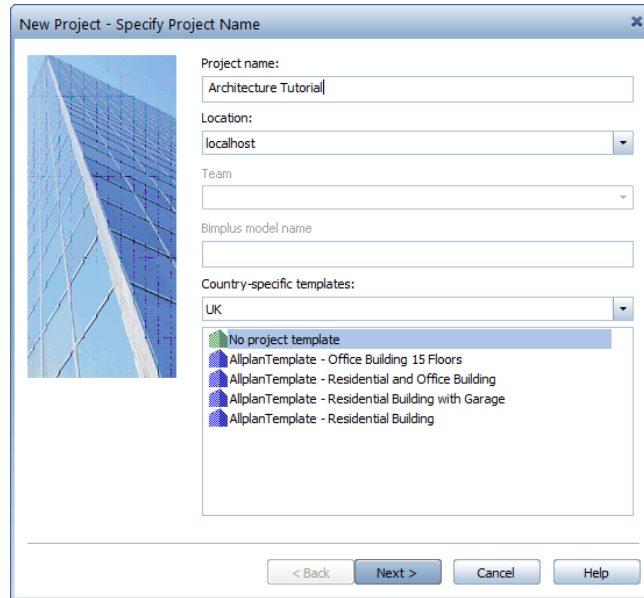 New Project - Specify Project Name
Project name:
Architecture Tutorial
Location:
localhost
Team
Bimplus model name
Country-specific templates:
UK
No project template
AllplanTemplate - Office Building 15 Floors
AllplanTemplate - Residential and Office Building
AllplanTemplate - Residential Building with Garage
AllplanTemplate - Residential Building
< Back Next > Cancel Help